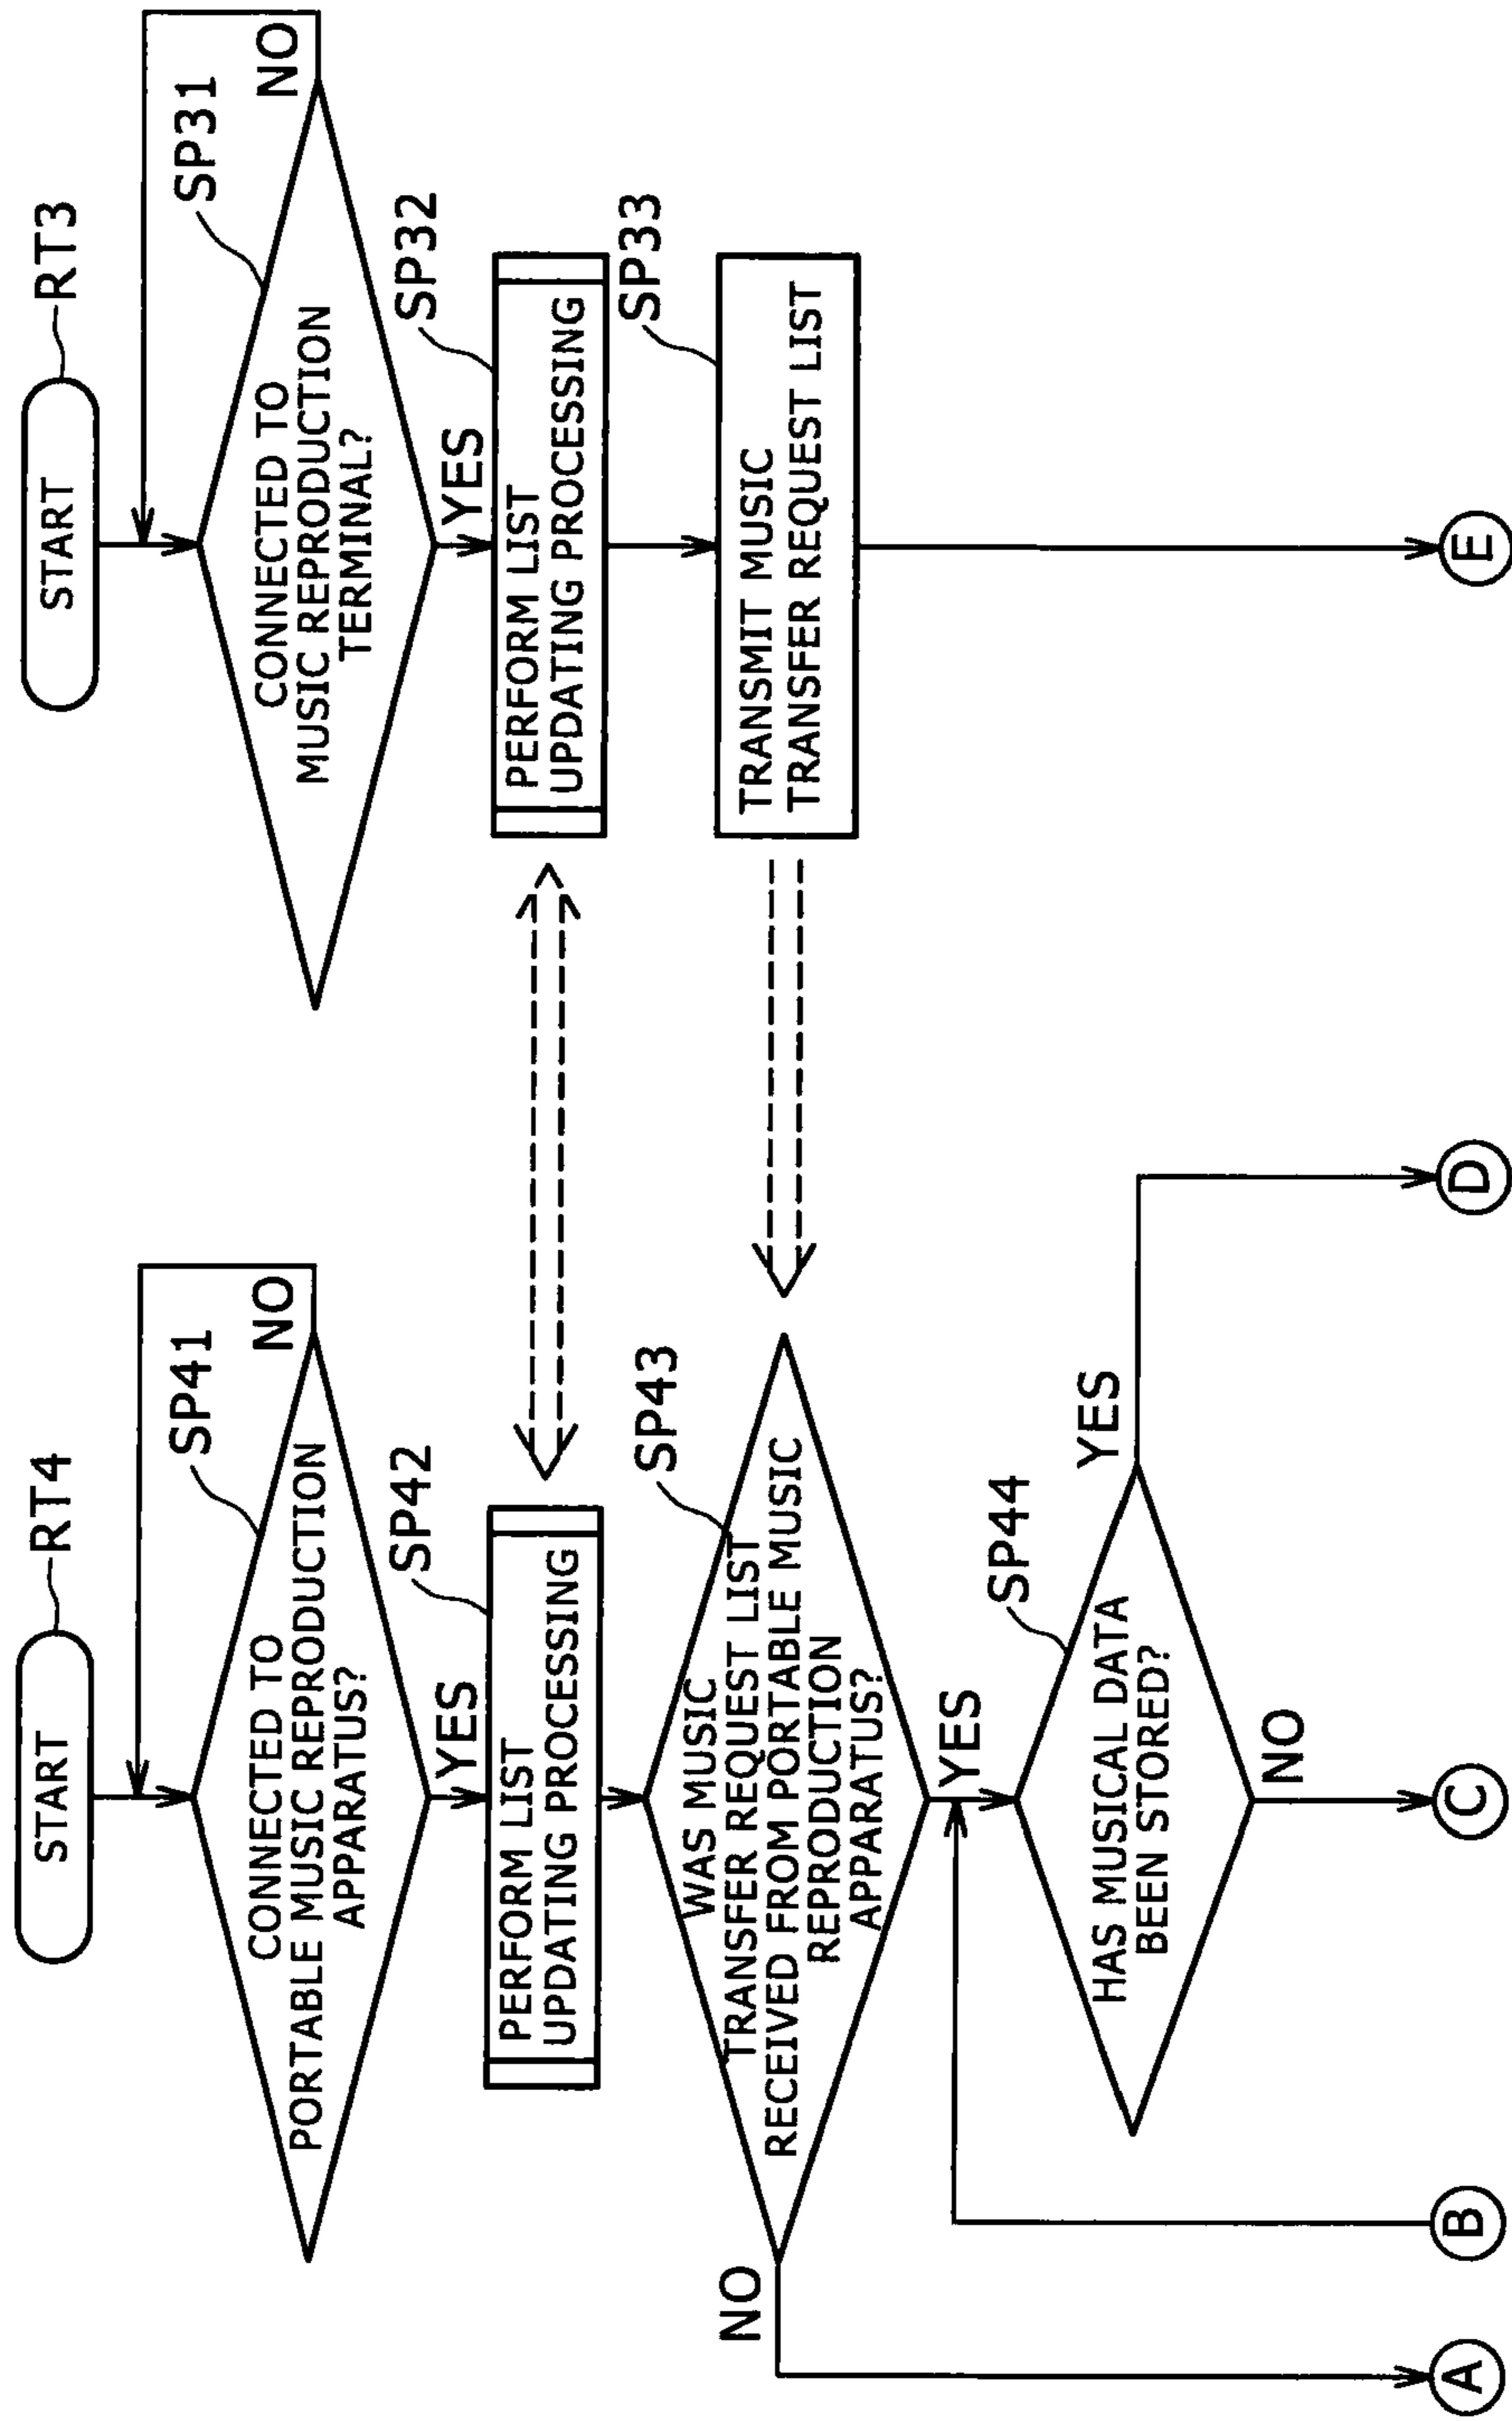 START
RT4
CONNECTED TO
PORTABLE MUSIC REPRODUCTION
APPARATUS?
SP41
NO
YES
PERFORM LIST
UPDATING PROCESSING
SP42
WAS MUSIC
TRANSFER REQUEST LIST
RECEIVED FROM PORTABLE MUSIC
REPRODUCTION
APPARATUS?
SP43
NO
YES
HAS MUSICAL DATA
BEEN STORED?
SP44
YES
NO
A
B
C
D
START
RT3
CONNECTED TO
MUSIC REPRODUCTION
TERMINAL?
SP31
NO
YES
PERFORM LIST
UPDATING PROCESSING
SP32
TRANSMIT MUSIC
TRANSFER REQUEST LIST
SP33
E